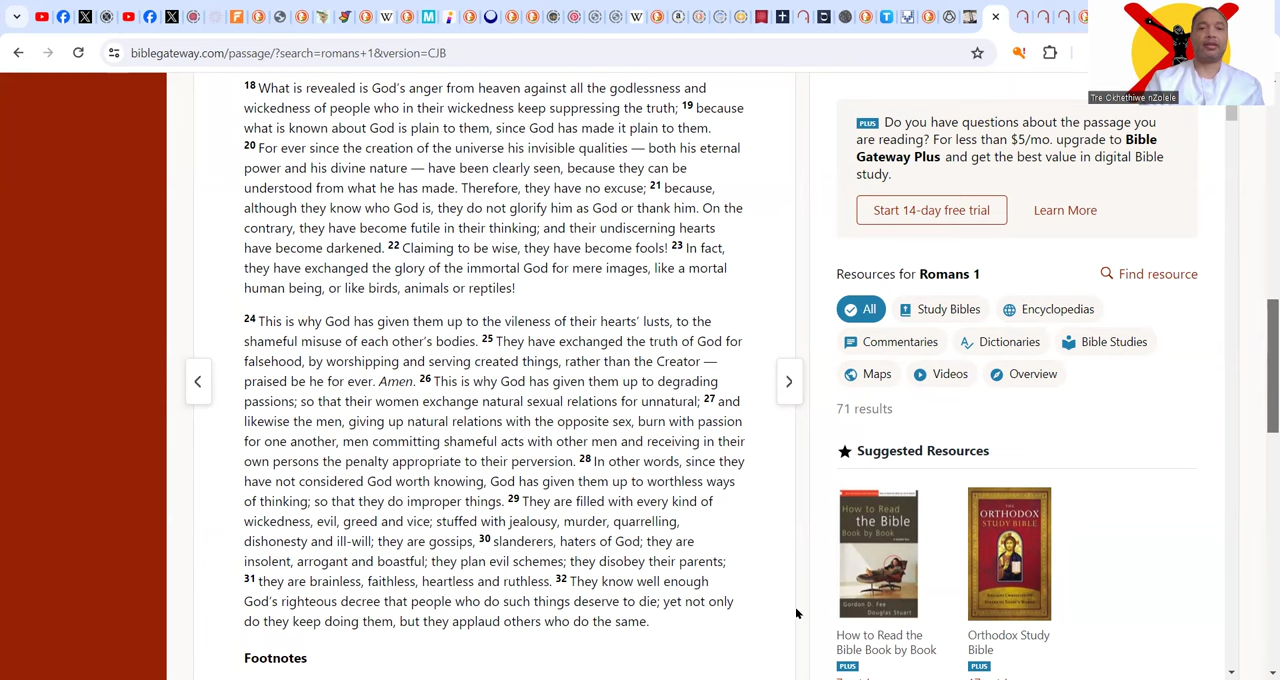 biblegateway.com/passage/?search=romans+1&version=CJB
Tre Okhethiwe nZolele
18 What is revealed is God's anger from heaven against all the godlessness and
wickedness of people who in their wickedness keep suppressing the truth; 19 because
what is known about God is plain to them, since God has made it plain to them.
20 For ever since the creation of the universe his invisible qualities — both his eternal
power and his divine nature — have been clearly seen, because they can be
understood from what he has made. Therefore, they have no excuse; 21 because,
although they know who God is, they do not glorify him as God or thank him. On the
contrary, they have become futile in their thinking; and their undiscerning hearts
have become darkened. 22 Claiming to be wise, they have become fools! 23 In fact,
they have exchanged the glory of the immortal God for mere images, like a mortal
human being, or like birds, animals or reptiles!
24 This is why God has given them up to the vileness of their hearts' lusts, to the
shameful misuse of each other's bodies. 25 They have exchanged the truth of God for
falsehood, by worshipping and serving created things, rather than the Creator —
praised be he for ever. Amen. 26 This is why God has given them up to degrading
passions; so that their women exchange natural sexual relations for unnatural; 27 and
likewise the men, giving up natural relations with the opposite sex, burn with passion
for one another, men committing shameful acts with other men and receiving in their
own persons the penalty appropriate to their perversion. 28 In other words, since they
have not considered God worth knowing, God has given them up to worthless ways
of thinking; so that they do improper things. 29 They are filled with every kind of
wickedness, evil, greed and vice; stuffed with jealousy, murder, quarrelling,
dishonesty and ill-will; they are gossips, 30 slanderers, haters of God; they are
insolent, arrogant and boastful; they plan evil schemes; they disobey their parents;
31 they are brainless, faithless, heartless and ruthless. 32 They know well enough
God's righteous decree that people who do such things deserve to die; yet not only
do they keep doing them, but they applaud others who do the same.
Footnotes
PLUS Do you have questions about the passage you
are reading? For less than $5/mo. upgrade to Bible
Gateway Plus and get the best value in digital Bible
study.
Start 14-day free trial
Learn More
Resources for Romans 1
Find resource
All
Study Bibles
Encyclopedias
Commentaries
Dictionaries
Bible Studies
Maps
Videos
Overview
71 results
Suggested Resources
How to Read
the Bible
Book by Book
Gordon D. Fee
Douglas Stuart
THE
ORTHODOX
STUDY BIBLE
How to Read the
Bible Book by Book
PLUS
Orthodox Study
Bible
PLUS